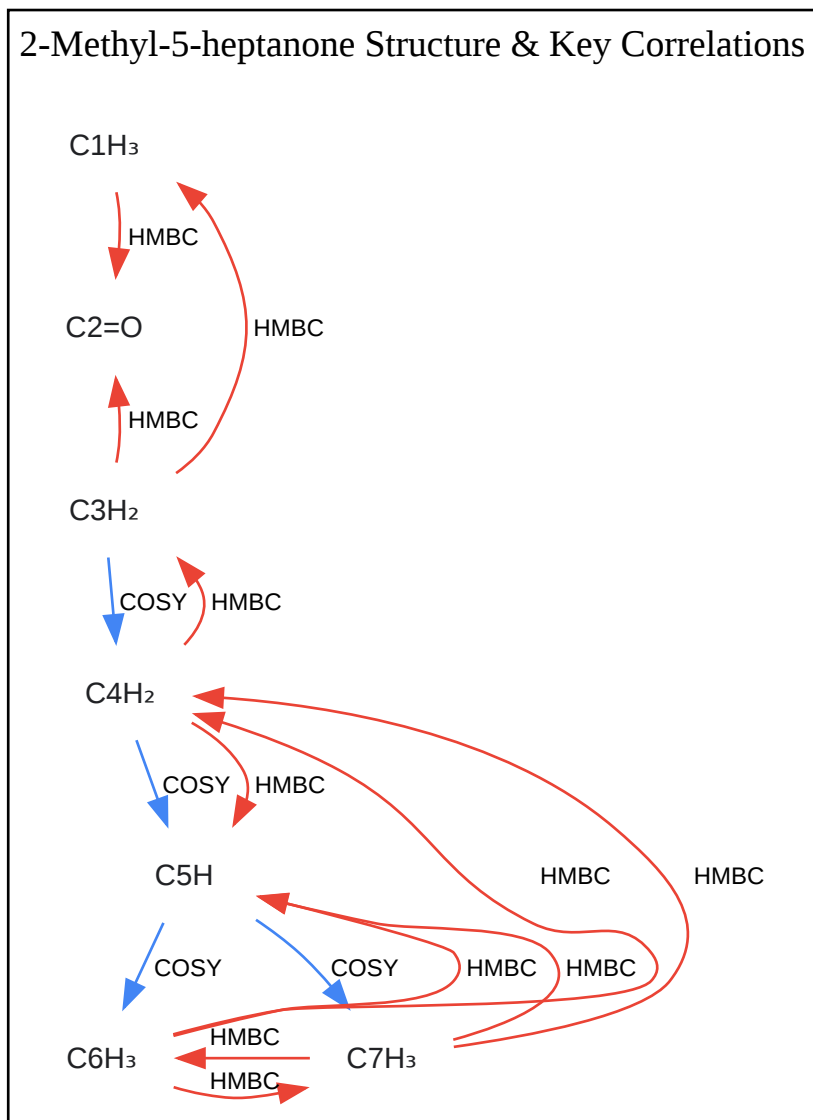 2-Methyl-5-heptanone Structure & Key Correlations
C1H₃
HMBC
C2=O
HMBC
HMBC
C3H₂
COSY
HMBC
C4H₂
COSY
HMBC
C5H
HMBC
HMBC
COSY
COSY
HMBC
HMBC
HMBC
C6H₃
C7H₃
HMBC